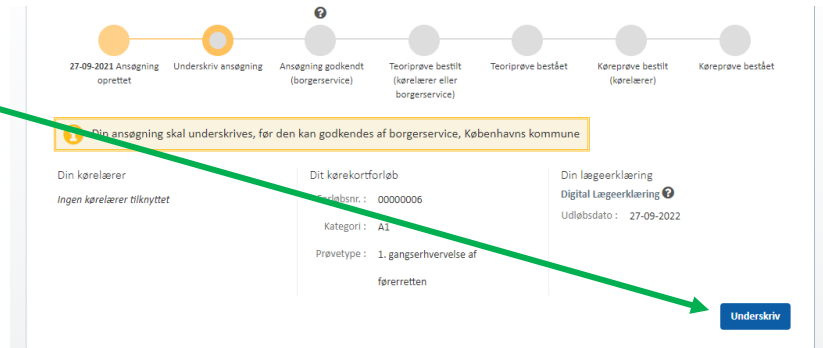 27-09-2021 Ansøgning
oprettet
Underskriv ansøgning
Ansøgning godkendt
(borgerservice)
Teoriprøve bestilt
(kørelærer eller
borgerservice)
Teoriprøve bestået
Køreprøve bestilt
(kørelærer)
Køreprøve bestået
Din ansøgning skal underskrives, før den kan godkendes af borgerservice, Københavns kommune
Din kørelærer
Ingen kørelærer tilknyttet
Dit kørekortforløb
Forløbsnr. : 00000006
Kategori : A1
Prøvetype : 1. gangserhvervelse af
førerretten
Din lægeerklæring
Digital Lægeerklæring ?
Udløbsdato : 27-09-2022
Underskriv